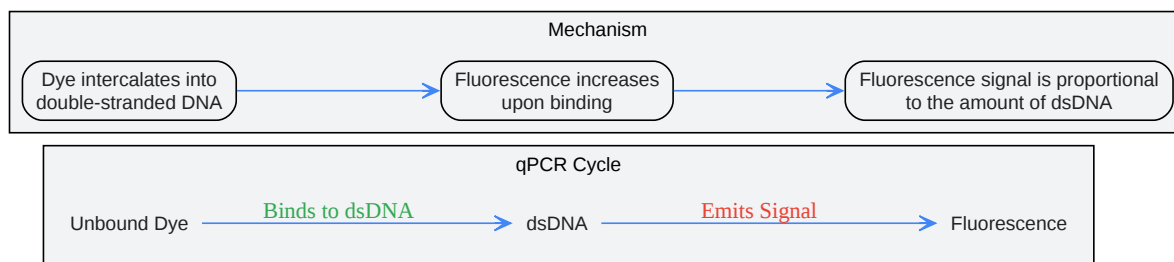 Mechanism
Dye intercalates into
double-stranded DNA
Fluorescence increases
upon binding
Fluorescence signal is proportional
to the amount of dsDNA
qPCR Cycle
Unbound Dye
Binds to dsDNA
dsDNA
Emits Signal
Fluorescence